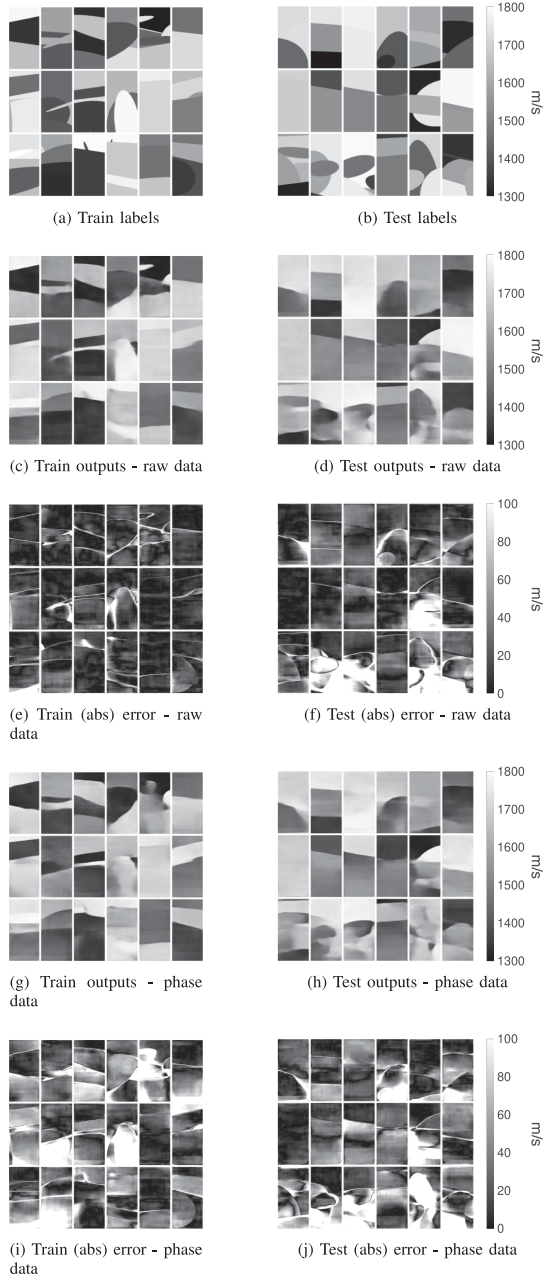 1800
1700
1600
1500
1400
1300
m/s
(a) Train labels
(b) Test labels
1800
1700
1600
1500
1400
1300
m/s
(c) Train outputs - raw data
(d) Test outputs - raw data
100
80
60
40
20
0
m/s
(e) Train (abs) error - raw
data
(f) Test (abs) error - raw data
1800
1700
1600
1500
1400
1300
m/s
(g) Train outputs - phase
data
(h) Test outputs - phase data
100
80
60
40
20
0
m/s
(i) Train (abs) error - phase
data
(j) Test (abs) error - phase data